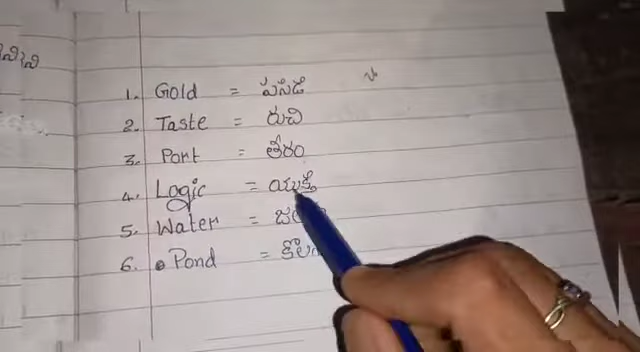 1. Gold = పసిడి
2. Taste = రుచి
3. Port = తీరం
4. Logic = యుక్తి
5. Water =
6. Pond =